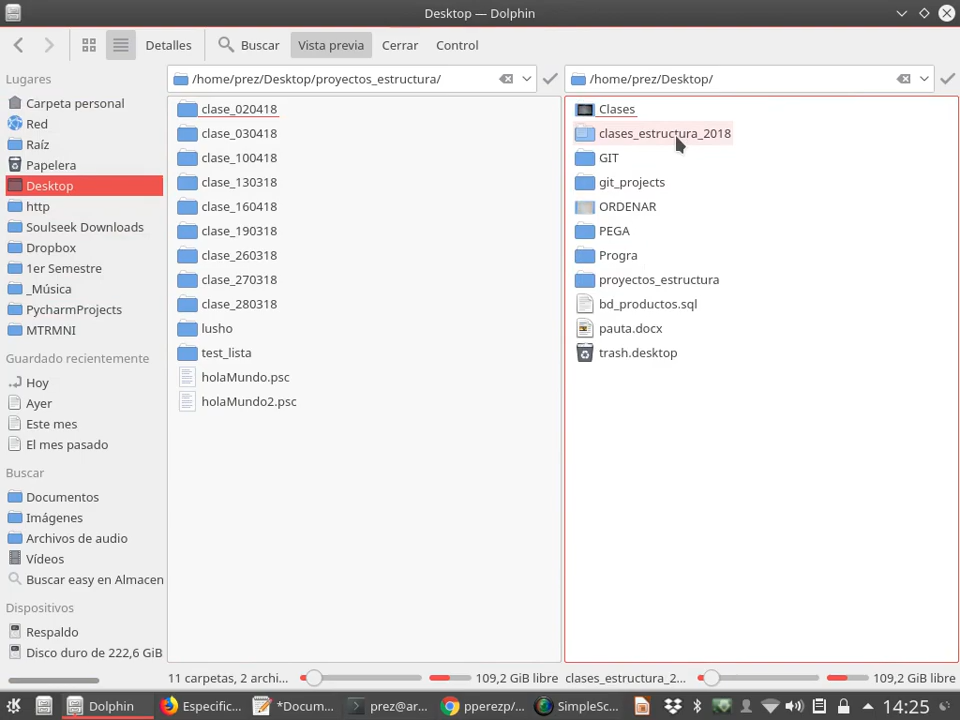 Desktop — Dolphin
Detalles
Buscar
Vista previa
Cerrar
Control
Lugares
Carpeta personal
Red
Raíz
Papelera
Desktop
http
Soulseek Downloads
Dropbox
1er Semestre
_Música
PycharmProjects
MTRMNI
Guardado recientemente
Hoy
Ayer
Este mes
El mes pasado
Buscar
Documentos
Imágenes
Archivos de audio
Vídeos
Buscar easy en Almacen
Dispositivos
Respaldo
Disco duro de 222,6 GiB
/home/prez/Desktop/proyectos_estructura/
clase_020418
clase_030418
clase_100418
clase_130318
clase_160418
clase_190318
clase_260318
clase_270318
clase_280318
lusho
test_lista
holaMundo.psc
holaMundo2.psc
11 carpetas, 2 archi...
109,2 GiB libre
/home/prez/Desktop/
Clases
clases_estructura_2018
GIT
git_projects
ORDENAR
PEGA
Progra
proyectos_estructura
bd_productos.sql
pauta.docx
trash.desktop
clases_estructura_2...
109,2 GiB libre
Dolphin
Especific...
*Docum...
prez@ar...
pperezp/...
SimpleSc...
14:25